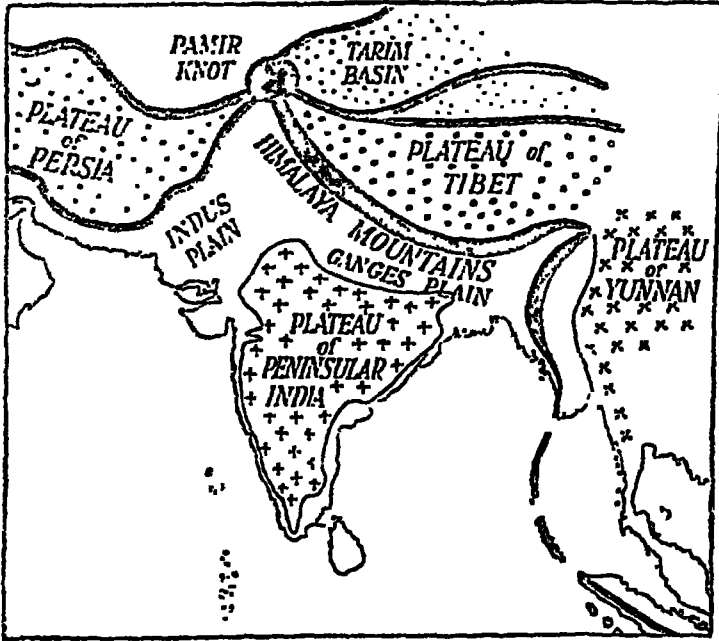 PAMIR
KNOT
TARIM
BASIN
PLATEAU
of
PERSIA
PLATEAU of
TIBET
HIMALAYA MOUNTAINS
INDUS
PLAIN
GANGES PLAIN
PLATEAU
of
YUNNAN
PLATEAU
of
PENINSULAR
INDIA